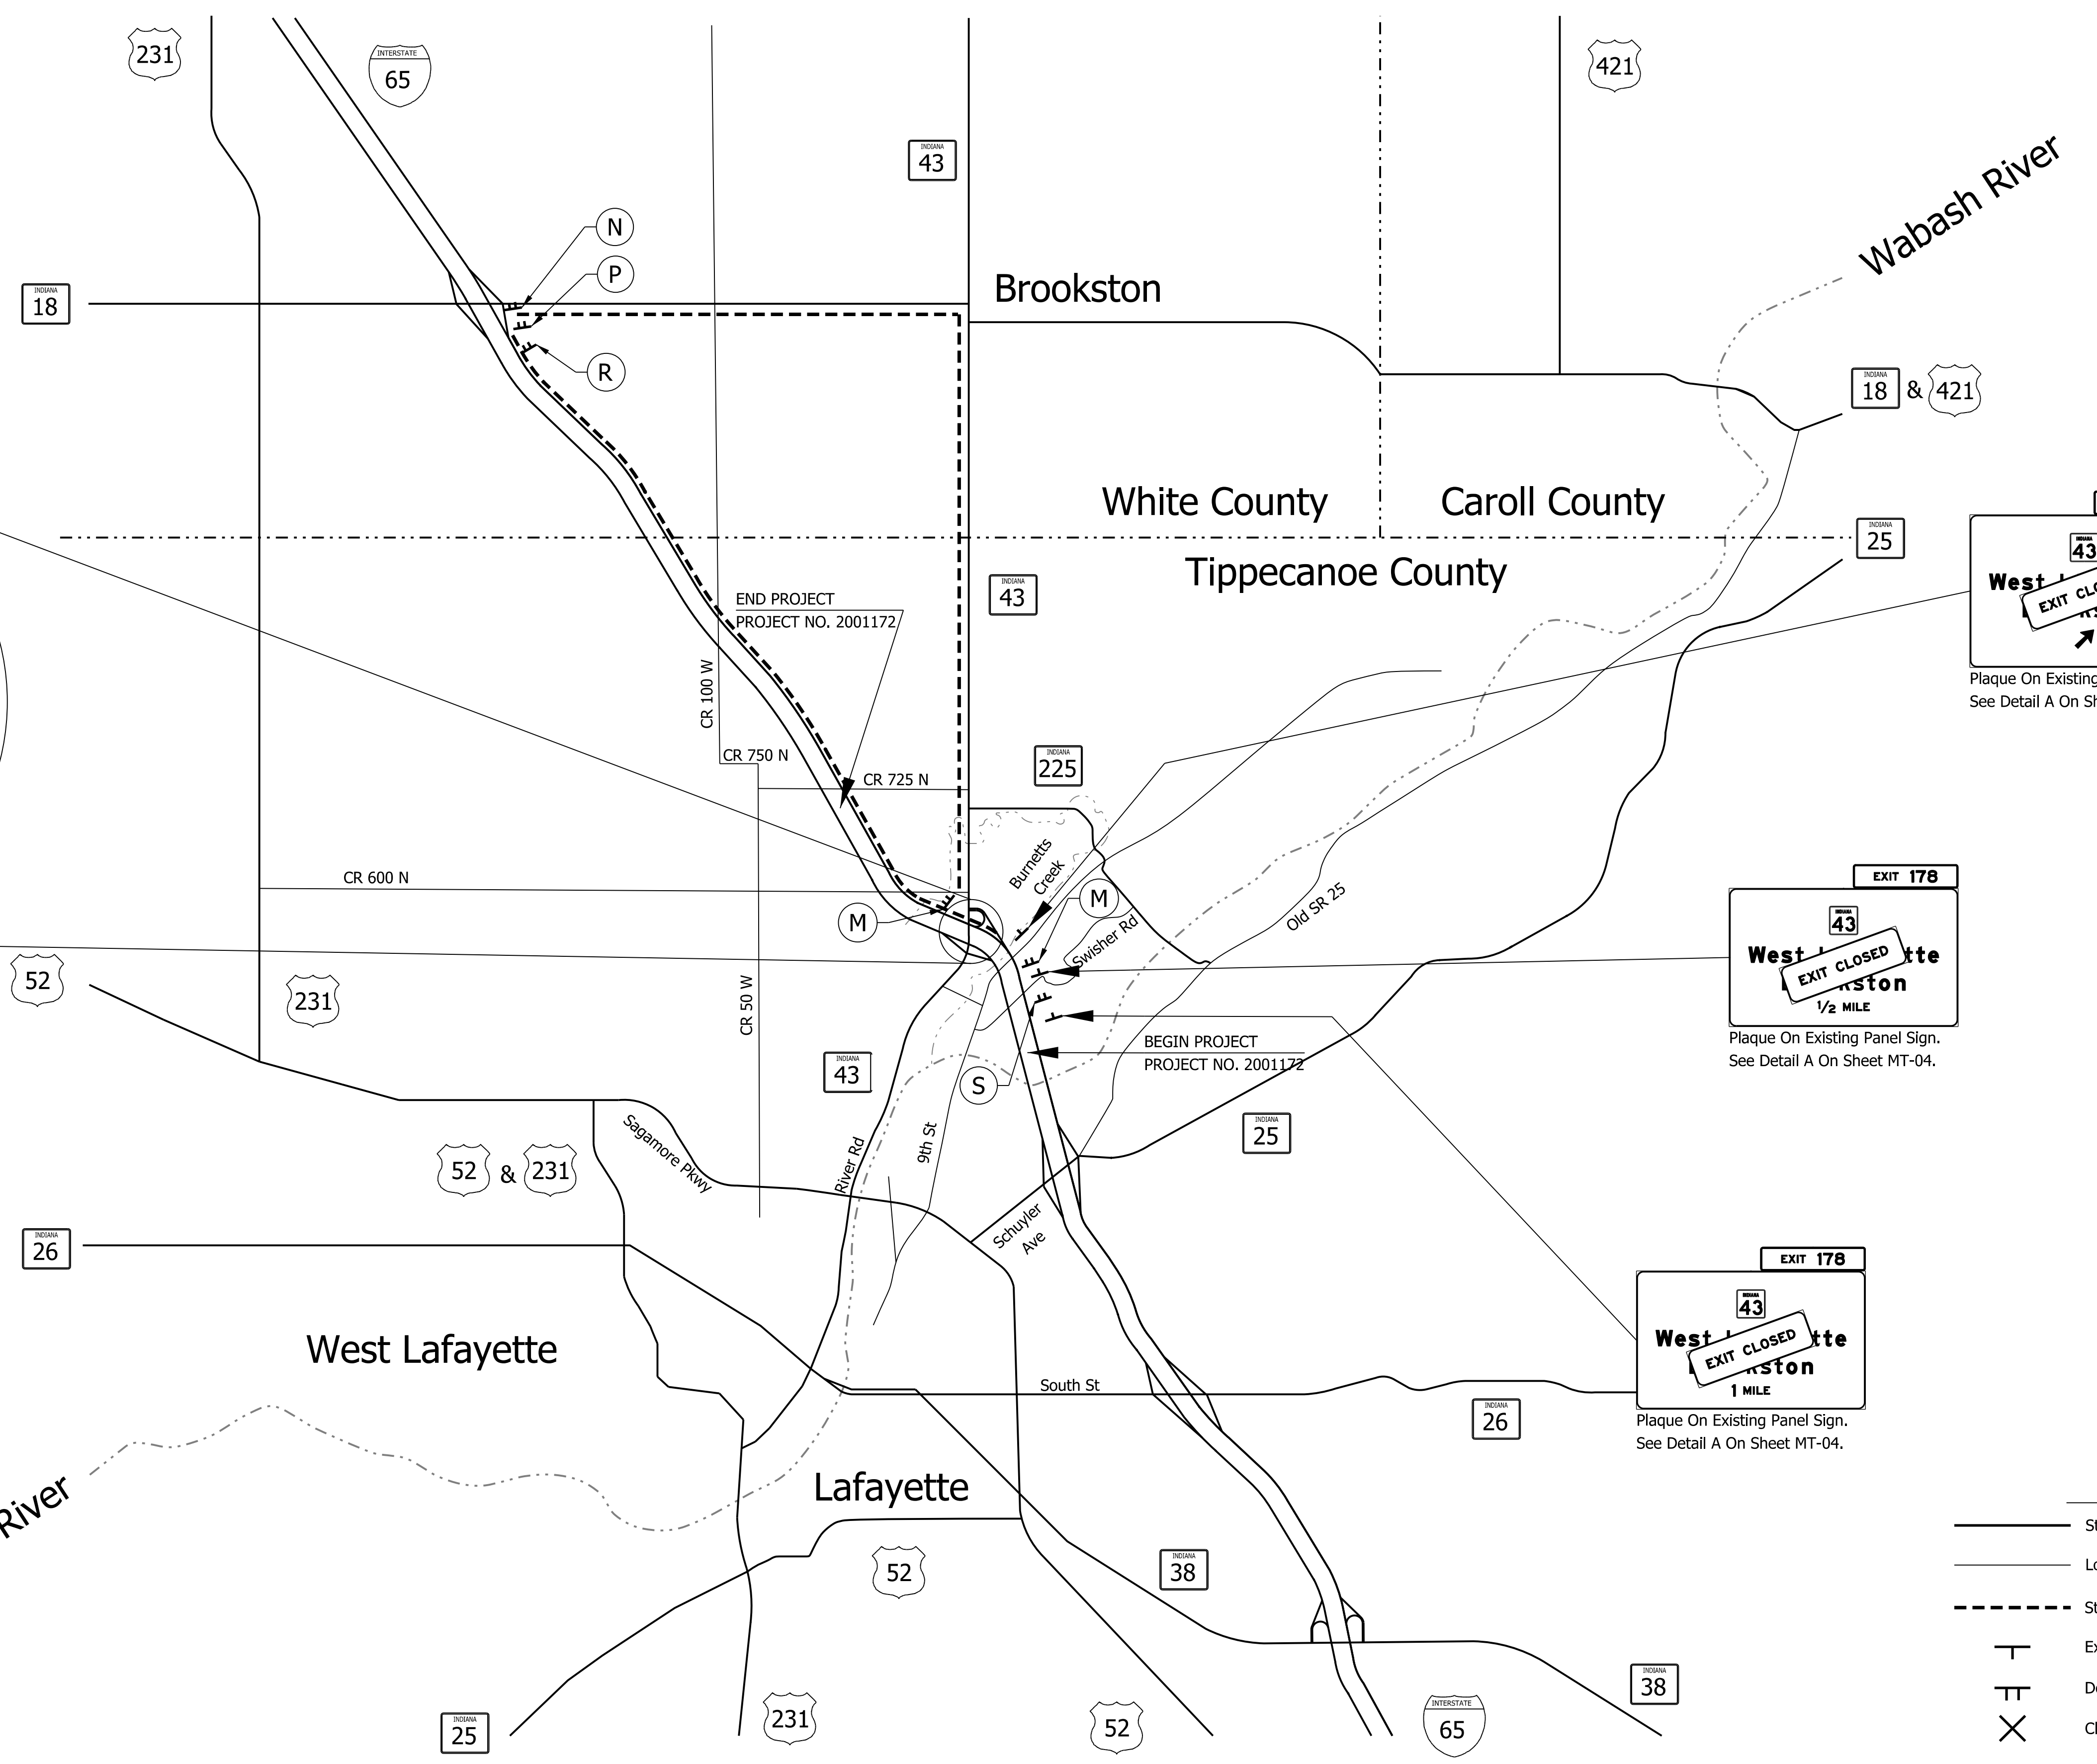 231
INTERSTATE
65
421
INDIANA
43
Wabash River
N
P
INDIANA
18
Brookston
R
INDIANA
18
&
421
White County
Caroll County
INDIANA
25
Tippecanoe County
INDIANA
43
INDIANA
43
West
EXIT CLO
Plaque On Existing
See Detail A On Sh
END PROJECT
PROJECT NO. 2001172
CR 100 W
CR 750 N
CR 725 N
INDIANA
225
Burnetts
Creek
CR 600 N
M
M
Swisher Rd
Old SR 25
EXIT 178
INDIANA
43
West tte
EXIT CLOSED
ston
1/2 MILE
Plaque On Existing Panel Sign.
See Detail A On Sheet MT-04.
52
231
CR 50 W
BEGIN PROJECT
PROJECT NO. 2001172
INDIANA
43
S
INDIANA
25
52
&
231
Sagamore Pkwy
River Rd
9th St
Schuyler
Ave
INDIANA
26
EXIT 178
INDIANA
43
West tte
EXIT CLOSED
ston
1 MILE
Plaque On Existing Panel Sign.
See Detail A On Sheet MT-04.
West Lafayette
South St
INDIANA
26
River
Lafayette
52
INDIANA
38
INDIANA
38
INDIANA
25
231
52
INTERSTATE
65
St
Lo
St
Ex
De
Cl